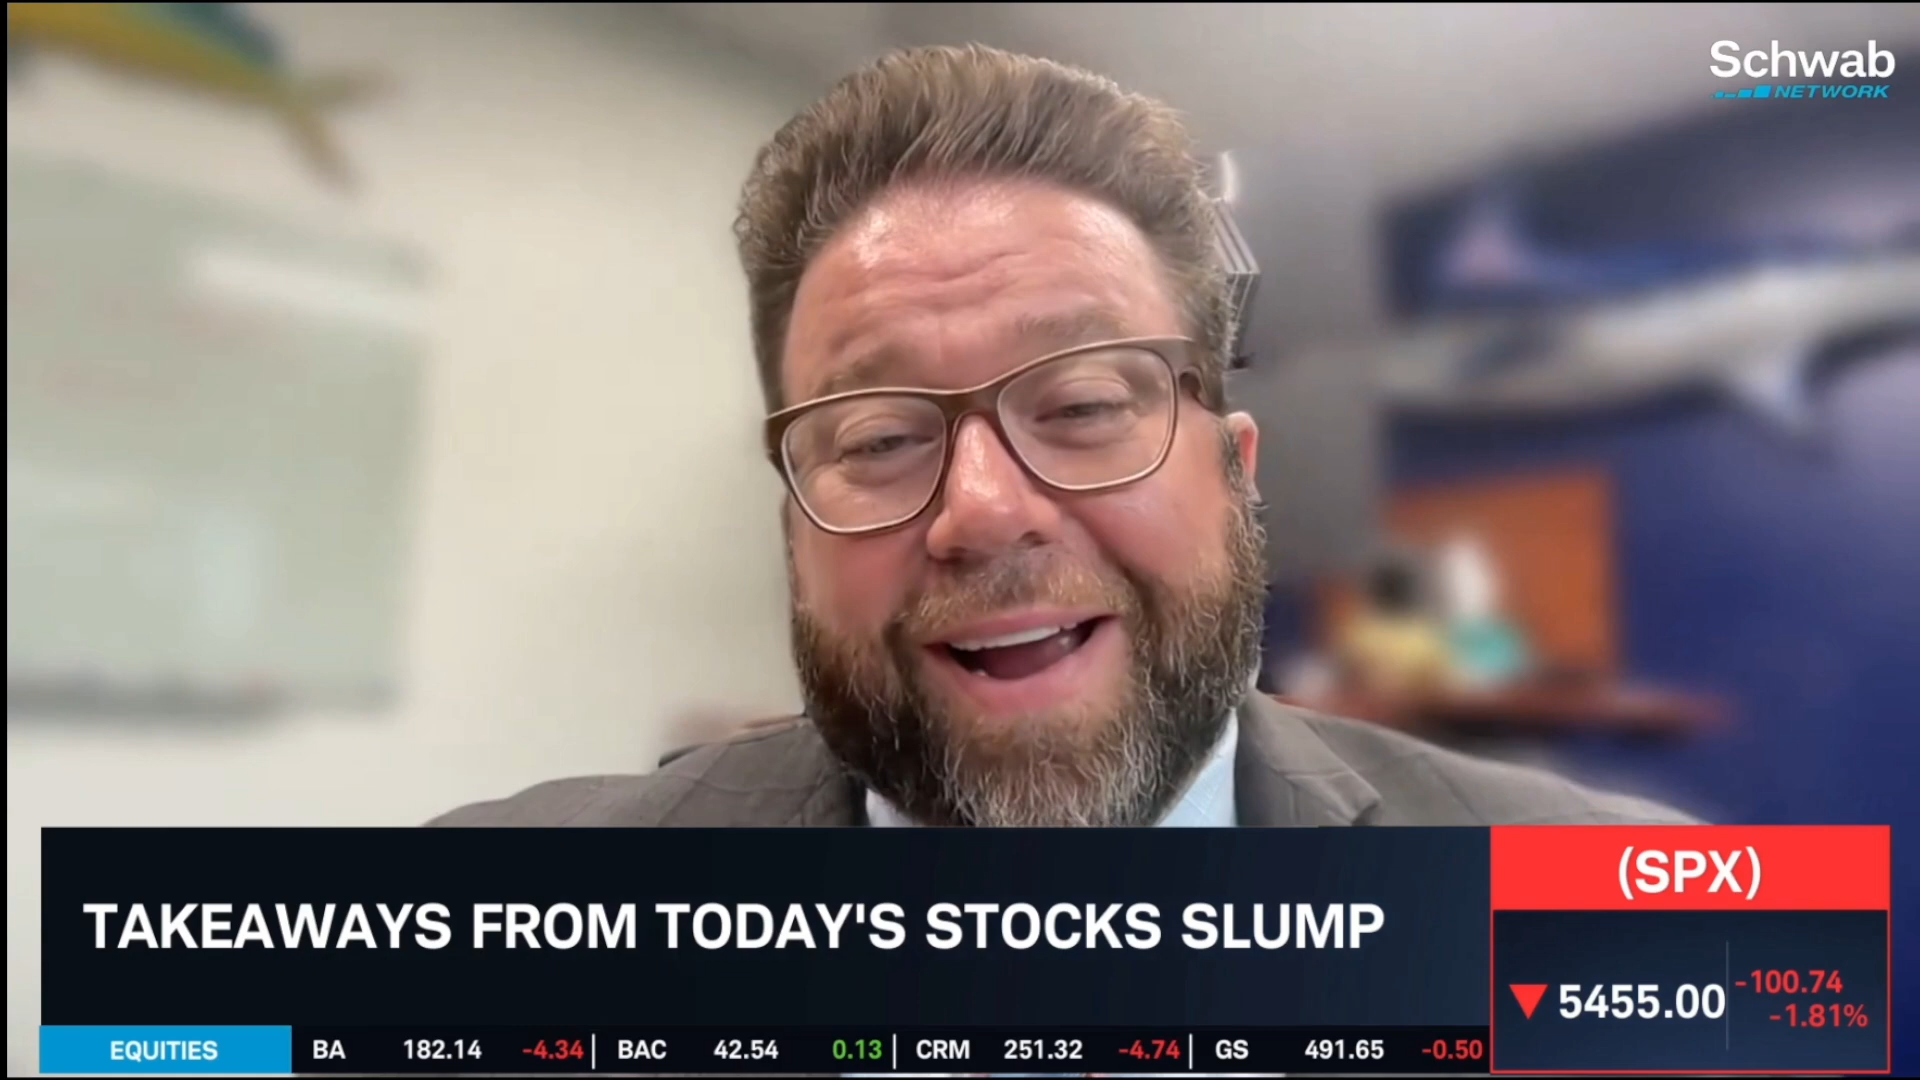 Schwab
NETWORK
TAKEAWAYS FROM TODAY'S STOCKS SLUMP
(SPX)
▼ 5455.00
-100.74
-1.81%
EQUITIES
BA 182.14 -4.34 | BAC 42.54 0.13 | CRM 251.32 -4.74 | GS 491.65 -0.50